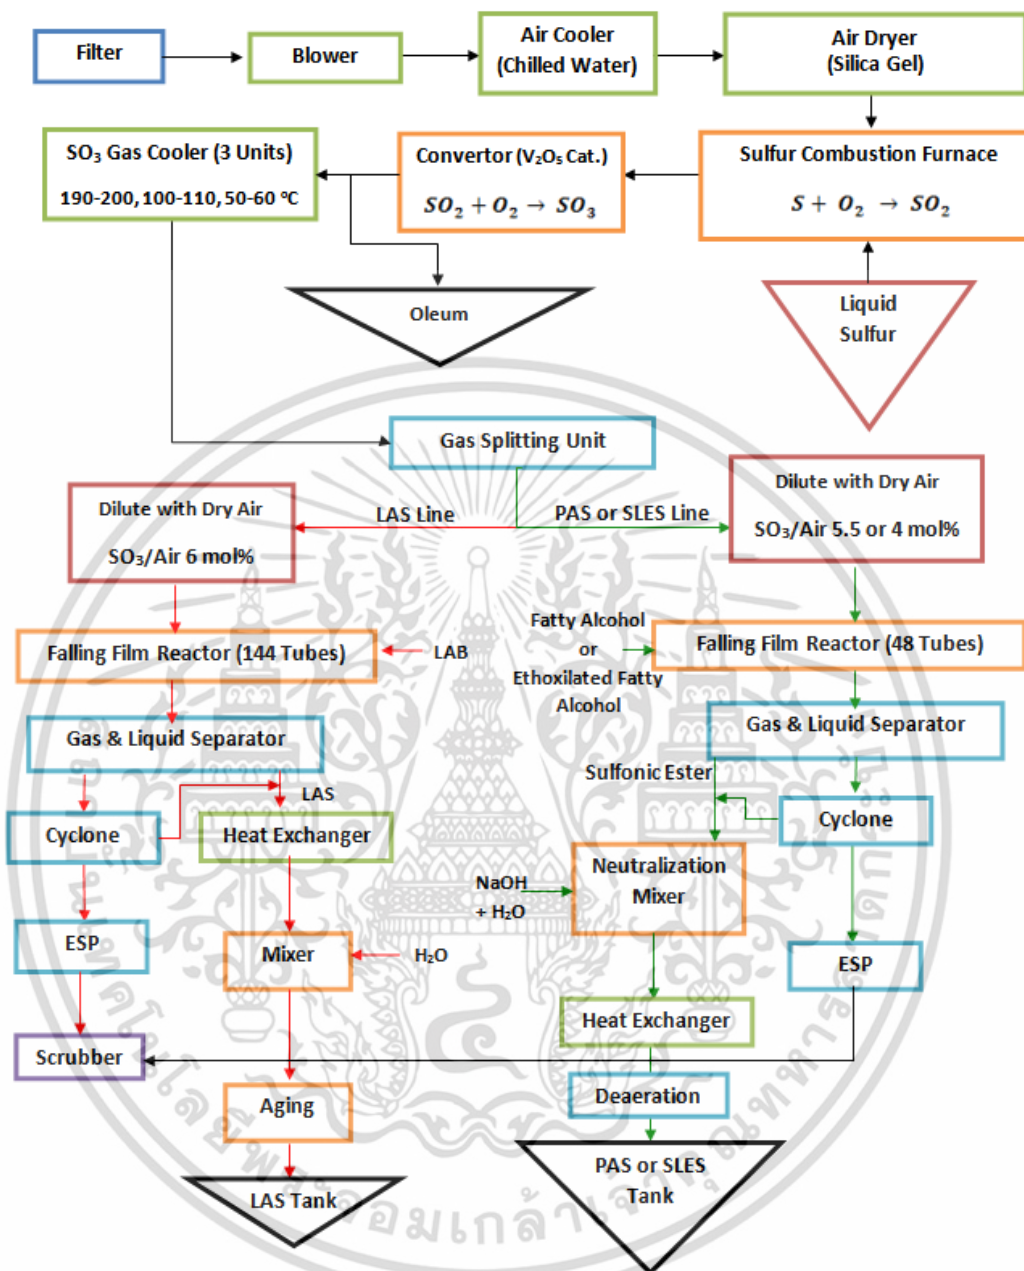 Filter
Blower
Air Cooler
(Chilled Water)
Air Dryer
(Silica Gel)
SO₃ Gas Cooler (3 Units)
190-200, 100-110, 50-60 °C
Convertor (V₂O₅ Cat.)
SO₂ + O₂ → SO₃
Sulfur Combustion Furnace
S + O₂ → SO₂
Oleum
Liquid
Sulfur
Gas Splitting Unit
Dilute with Dry Air
SO₃/Air 6 mol%
LAS Line
PAS or SLES Line
Dilute with Dry Air
SO₃/Air 5.5 or 4 mol%
Falling Film Reactor (144 Tubes)
LAB
Fatty Alcohol
or
Ethoxilated Fatty
Alcohol
Falling Film Reactor (48 Tubes)
Gas & Liquid Separator
Gas & Liquid Separator
LAS
Sulfonic Ester
Cyclone
Heat Exchanger
Cyclone
NaOH
+ H₂O
Neutralization
Mixer
ESP
Mixer
H₂O
ESP
Heat Exchanger
Scrubber
Aging
Deaeration
LAS Tank
PAS or SLES
Tank